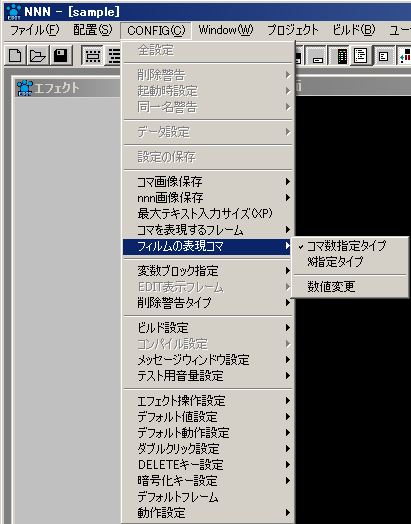 NNN - [sample]
ファイル(F) 配置(S) CONFIG(C) Window(W) プロジェクト ビルド(B) ユー
エフェクト
EDIT
全設定
削除警告
起動時設定
同一名警告
データ設定
設定の保存
コマ画像保存
nnn画像保存
最大テキスト入力サイズ(XP)
コマを表現するフレーム
フィルムの表現コマ
コマ数指定タイプ
%指定タイプ
数値変更
変数ブロック指定
EDIT表示フレーム
削除警告タイプ
ビルド設定
コンパイル設定
メッセージウィンドウ設定
テスト用音量設定
エフェクト操作設定
デフォルト値設定
デフォルト動作設定
ダブルクリック設定
DELETEキー設定
暗号化キー設定
デフォルトフレーム
動作設定